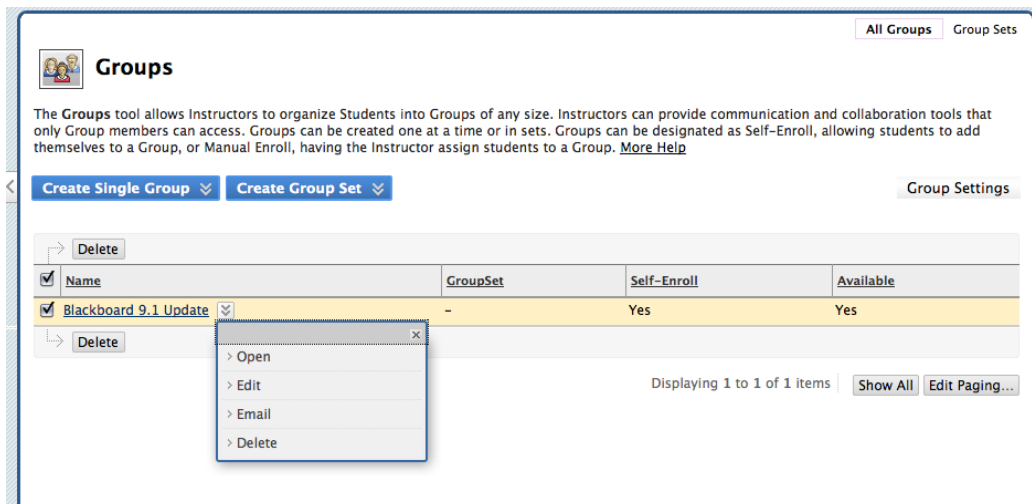 All Groups Group Sets
Groups
The Groups tool allows Instructors to organize Students into Groups of any size. Instructors can provide communication and collaboration tools that
only Group members can access. Groups can be created one at a time or in sets. Groups can be designated as Self-Enroll, allowing students to add
themselves to a Group, or Manual Enroll, having the Instructor assign students to a Group. More Help
Create Single Group Create Group Set Group Settings
Delete
Name GroupSet Self-Enroll Available
Blackboard 9.1 Update – Yes Yes
Delete
> Open
> Edit
> Email
> Delete
Displaying 1 to 1 of 1 items Show All Edit Paging...